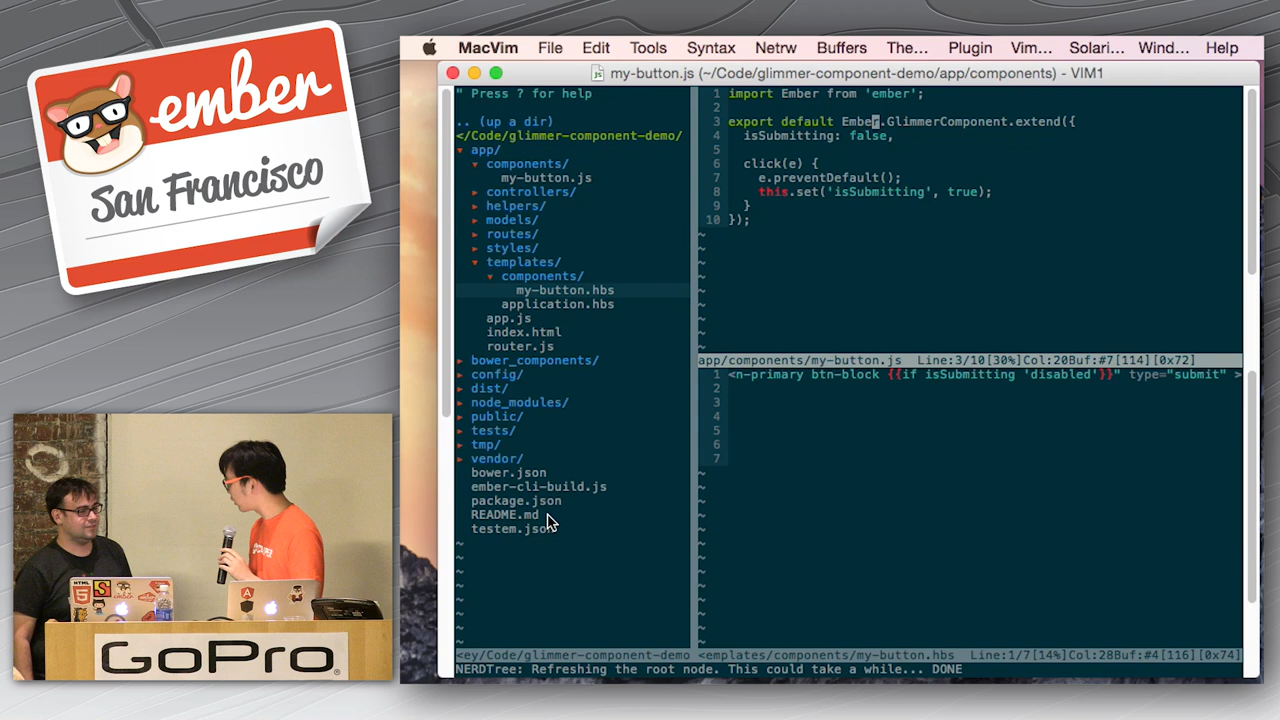 ember
San Francisco
MacVim File Edit Tools Syntax Netrw Buffers The... Plugin Vim... Solari... Wind... Help
my-button.js (~/Code/glimmer-component-demo/app/components) - VIM1
" Press ? for help
.. (up a dir)
</Code/glimmer-component-demo/
▾ app/
▾ components/
my-button.js
▸ controllers/
▸ helpers/
▸ models/
▸ routes/
▸ styles/
▾ templates/
▾ components/
my-button.hbs
application.hbs
app.js
index.html
router.js
▸ bower_components/
▸ config/
▸ dist/
▸ node_modules/
▸ public/
▸ tests/
▸ tmp/
▸ vendor/
bower.json
ember-cli-build.js
package.json
README.md
testem.json
~
~
~
~
~
~
~
~
<ey/Code/glimmer-component-demo
1 import Ember from 'ember';
2
3 export default Ember.GlimmerComponent.extend({
4 isSubmitting: false,
5
6 click(e) {
7 e.preventDefault();
8 this.set('isSubmitting', true);
9 }
10 });
~
~
~
~
~
~
~
~
~
app/components/my-button.js Line:3/10[30%]Col:20Buf:#7[114][0x72]
1 <n-primary btn-block {{if isSubmitting 'disabled'}}" type="submit" >
2
3
4
5
6
7
~
~
~
~
~
~
~
~
~
~
~
~
~
<emplates/components/my-button.hbs Line:1/7[14%]Col:28Buf:#4[116][0x74]
NERDTree: Refreshing the root node. This could take a while... DONE
HTML
5
A
GoPro